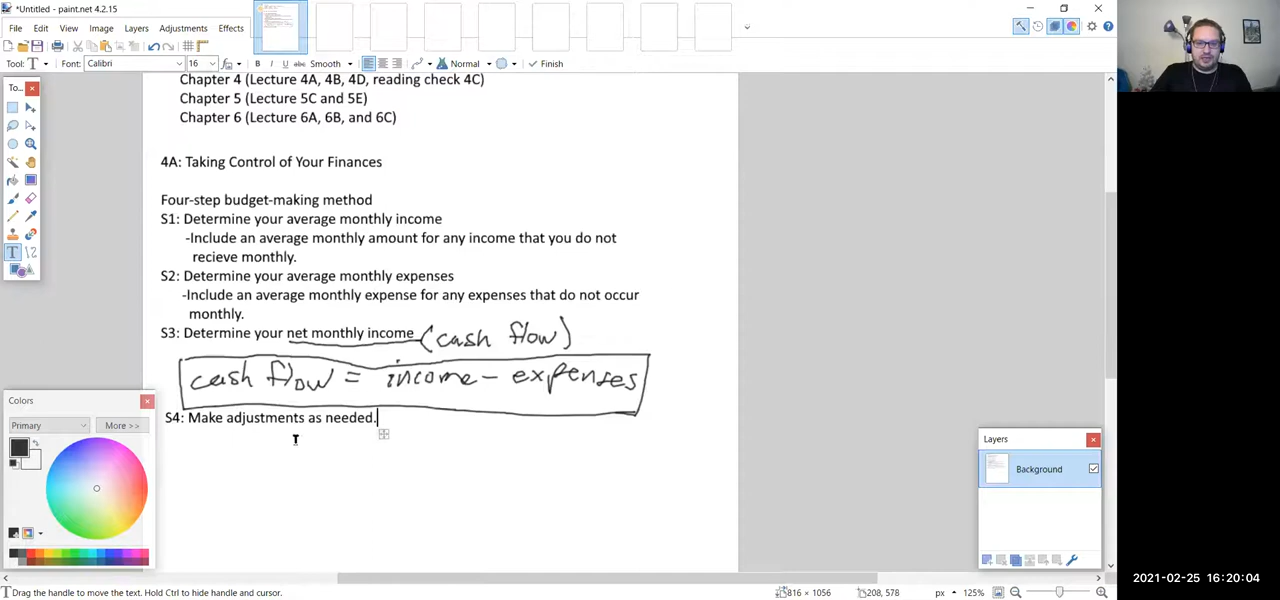 *Untitled - paint.net 4.2.15
File Edit View Image Layers Adjustments Effects
Tool: T Font: Calibri 16 B I U abc Smooth Normal Finish
To...
Chapter 4 (Lecture 4A, 4B, 4D, reading check 4C)
Chapter 5 (Lecture 5C and 5E)
Chapter 6 (Lecture 6A, 6B, and 6C)
4A: Taking Control of Your Finances
Four-step budget-making method
S1: Determine your average monthly income
-Include an average monthly amount for any income that you do not
recieve monthly.
S2: Determine your average monthly expenses
-Include an average monthly expense for any expenses that do not occur
monthly.
S3: Determine your net monthly income (cash flow)
cash flow = income - expenses
S4: Make adjustments as needed.
Colors
Primary More >>
Layers
Background
2021-02-25 16:20:04
Drag the handle to move the text. Hold Ctrl to hide handle and cursor. 816 × 1056 208, 578 px 125%